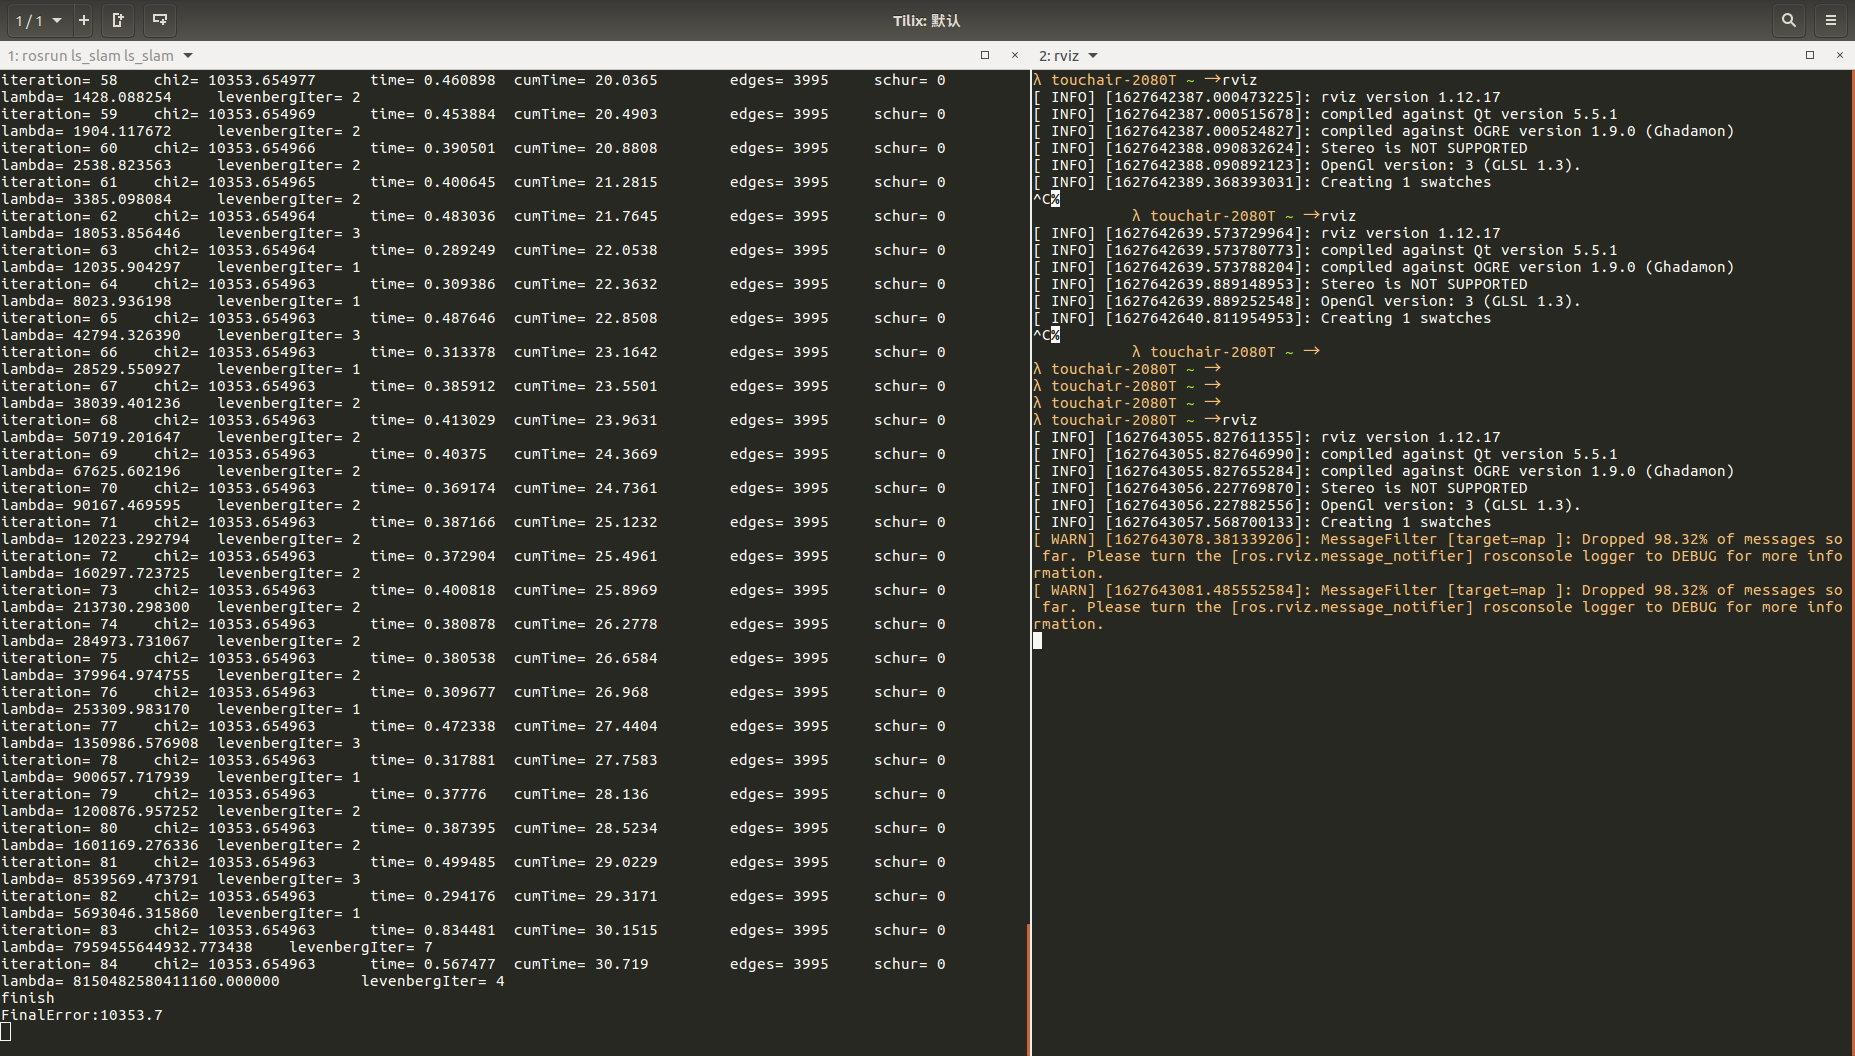 1 / 1
Tilix: 默认
1: rosrun ls_slam ls_slam
iteration= 58 chi2= 10353.654977 time= 0.460898 cumTime= 20.0365 edges= 3995 schur= 0
lambda= 1428.088254 levenbergIter= 2
iteration= 59 chi2= 10353.654969 time= 0.453884 cumTime= 20.4903 edges= 3995 schur= 0
lambda= 1904.117672 levenbergIter= 2
iteration= 60 chi2= 10353.654966 time= 0.390501 cumTime= 20.8808 edges= 3995 schur= 0
lambda= 2538.823563 levenbergIter= 2
iteration= 61 chi2= 10353.654965 time= 0.400645 cumTime= 21.2815 edges= 3995 schur= 0
lambda= 3385.098084 levenbergIter= 2
iteration= 62 chi2= 10353.654964 time= 0.483036 cumTime= 21.7645 edges= 3995 schur= 0
lambda= 18053.856446 levenbergIter= 3
iteration= 63 chi2= 10353.654964 time= 0.289249 cumTime= 22.0538 edges= 3995 schur= 0
lambda= 12035.904297 levenbergIter= 1
iteration= 64 chi2= 10353.654963 time= 0.309386 cumTime= 22.3632 edges= 3995 schur= 0
lambda= 8023.936198 levenbergIter= 1
iteration= 65 chi2= 10353.654963 time= 0.487646 cumTime= 22.8508 edges= 3995 schur= 0
lambda= 42794.326390 levenbergIter= 3
iteration= 66 chi2= 10353.654963 time= 0.313378 cumTime= 23.1642 edges= 3995 schur= 0
lambda= 28529.550927 levenbergIter= 1
iteration= 67 chi2= 10353.654963 time= 0.385912 cumTime= 23.5501 edges= 3995 schur= 0
lambda= 38039.401236 levenbergIter= 2
iteration= 68 chi2= 10353.654963 time= 0.413029 cumTime= 23.9631 edges= 3995 schur= 0
lambda= 50719.201647 levenbergIter= 2
iteration= 69 chi2= 10353.654963 time= 0.40375 cumTime= 24.3669 edges= 3995 schur= 0
lambda= 67625.602196 levenbergIter= 2
iteration= 70 chi2= 10353.654963 time= 0.369174 cumTime= 24.7361 edges= 3995 schur= 0
lambda= 90167.469595 levenbergIter= 2
iteration= 71 chi2= 10353.654963 time= 0.387166 cumTime= 25.1232 edges= 3995 schur= 0
lambda= 120223.292794 levenbergIter= 2
iteration= 72 chi2= 10353.654963 time= 0.372904 cumTime= 25.4961 edges= 3995 schur= 0
lambda= 160297.723725 levenbergIter= 2
iteration= 73 chi2= 10353.654963 time= 0.400818 cumTime= 25.8969 edges= 3995 schur= 0
lambda= 213730.298300 levenbergIter= 2
iteration= 74 chi2= 10353.654963 time= 0.380878 cumTime= 26.2778 edges= 3995 schur= 0
lambda= 284973.731067 levenbergIter= 2
iteration= 75 chi2= 10353.654963 time= 0.380538 cumTime= 26.6584 edges= 3995 schur= 0
lambda= 379964.974755 levenbergIter= 2
iteration= 76 chi2= 10353.654963 time= 0.309677 cumTime= 26.968 edges= 3995 schur= 0
lambda= 253309.983170 levenbergIter= 1
iteration= 77 chi2= 10353.654963 time= 0.472338 cumTime= 27.4404 edges= 3995 schur= 0
lambda= 1350986.576908 levenbergIter= 3
iteration= 78 chi2= 10353.654963 time= 0.317881 cumTime= 27.7583 edges= 3995 schur= 0
lambda= 900657.717939 levenbergIter= 1
iteration= 79 chi2= 10353.654963 time= 0.37776 cumTime= 28.136 edges= 3995 schur= 0
lambda= 1200876.957252 levenbergIter= 2
iteration= 80 chi2= 10353.654963 time= 0.387395 cumTime= 28.5234 edges= 3995 schur= 0
lambda= 1601169.276336 levenbergIter= 2
iteration= 81 chi2= 10353.654963 time= 0.499485 cumTime= 29.0229 edges= 3995 schur= 0
lambda= 8539569.473791 levenbergIter= 3
iteration= 82 chi2= 10353.654963 time= 0.294176 cumTime= 29.3171 edges= 3995 schur= 0
lambda= 5693046.315860 levenbergIter= 1
iteration= 83 chi2= 10353.654963 time= 0.834481 cumTime= 30.1515 edges= 3995 schur= 0
lambda= 7959455644932.773438 levenbergIter= 7
iteration= 84 chi2= 10353.654963 time= 0.567477 cumTime= 30.719 edges= 3995 schur= 0
lambda= 8150482580411160.000000 levenbergIter= 4
finish
FinalError:10353.7
2: rviz
λ touchair-2080T ~ →rviz
[ INFO] [1627642387.000473225]: rviz version 1.12.17
[ INFO] [1627642387.000515678]: compiled against Qt version 5.5.1
[ INFO] [1627642387.000524827]: compiled against OGRE version 1.9.0 (Ghadamon)
[ INFO] [1627642388.090832624]: Stereo is NOT SUPPORTED
[ INFO] [1627642388.090892123]: OpenGl version: 3 (GLSL 1.3).
[ INFO] [1627642389.368393031]: Creating 1 swatches
^C%
λ touchair-2080T ~ →rviz
[ INFO] [1627642639.573729964]: rviz version 1.12.17
[ INFO] [1627642639.573780773]: compiled against Qt version 5.5.1
[ INFO] [1627642639.573788204]: compiled against OGRE version 1.9.0 (Ghadamon)
[ INFO] [1627642639.889148953]: Stereo is NOT SUPPORTED
[ INFO] [1627642639.889252548]: OpenGl version: 3 (GLSL 1.3).
[ INFO] [1627642640.811954953]: Creating 1 swatches
^C%
λ touchair-2080T ~ →
λ touchair-2080T ~ →
λ touchair-2080T ~ →
λ touchair-2080T ~ →
λ touchair-2080T ~ →rviz
[ INFO] [1627643055.827611355]: rviz version 1.12.17
[ INFO] [1627643055.827646990]: compiled against Qt version 5.5.1
[ INFO] [1627643055.827655284]: compiled against OGRE version 1.9.0 (Ghadamon)
[ INFO] [1627643056.227769870]: Stereo is NOT SUPPORTED
[ INFO] [1627643056.227882556]: OpenGl version: 3 (GLSL 1.3).
[ INFO] [1627643057.568700133]: Creating 1 swatches
[ WARN] [1627643078.381339206]: MessageFilter [target=map ]: Dropped 98.32% of messages so
far. Please turn the [ros.rviz.message_notifier] rosconsole logger to DEBUG for more info
rmation.
[ WARN] [1627643081.485552584]: MessageFilter [target=map ]: Dropped 98.32% of messages so
far. Please turn the [ros.rviz.message_notifier] rosconsole logger to DEBUG for more info
rmation.